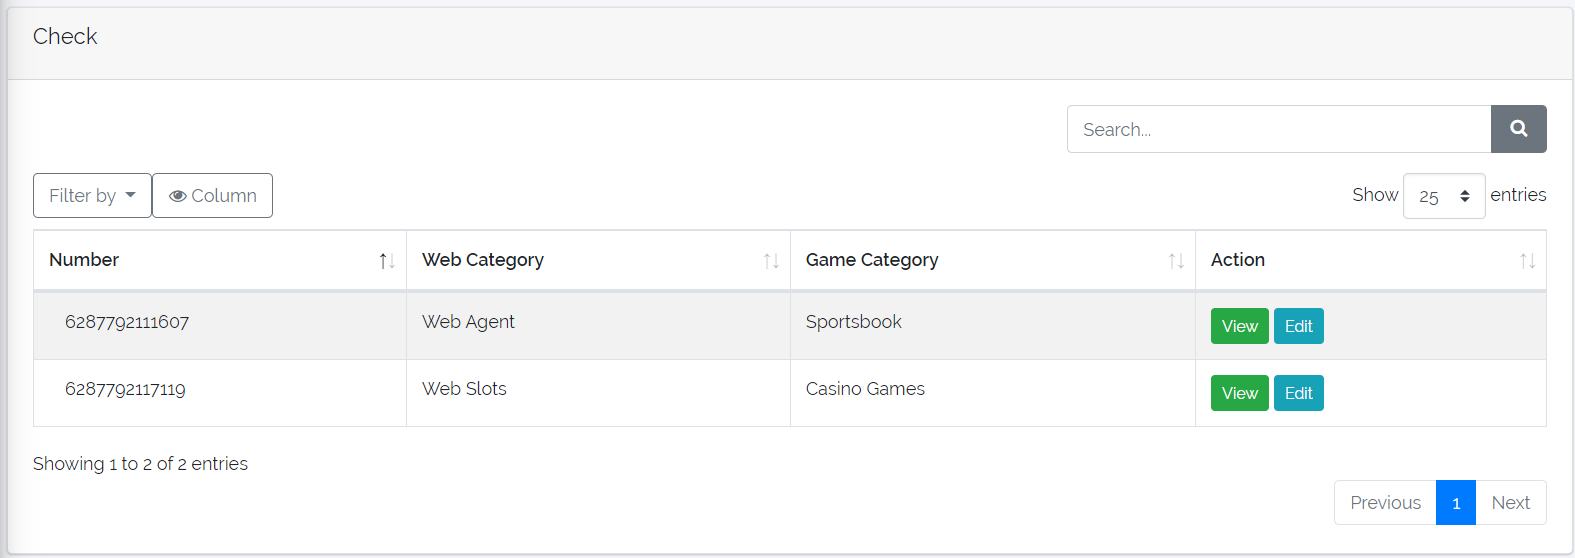 Check
Search...
Filter by Column
Show 25 entries
Number Web Category Game Category Action
6287792111607 Web Agent Sportsbook View Edit
6287792117119 Web Slots Casino Games View Edit
Showing 1 to 2 of 2 entries
Previous 1 Next